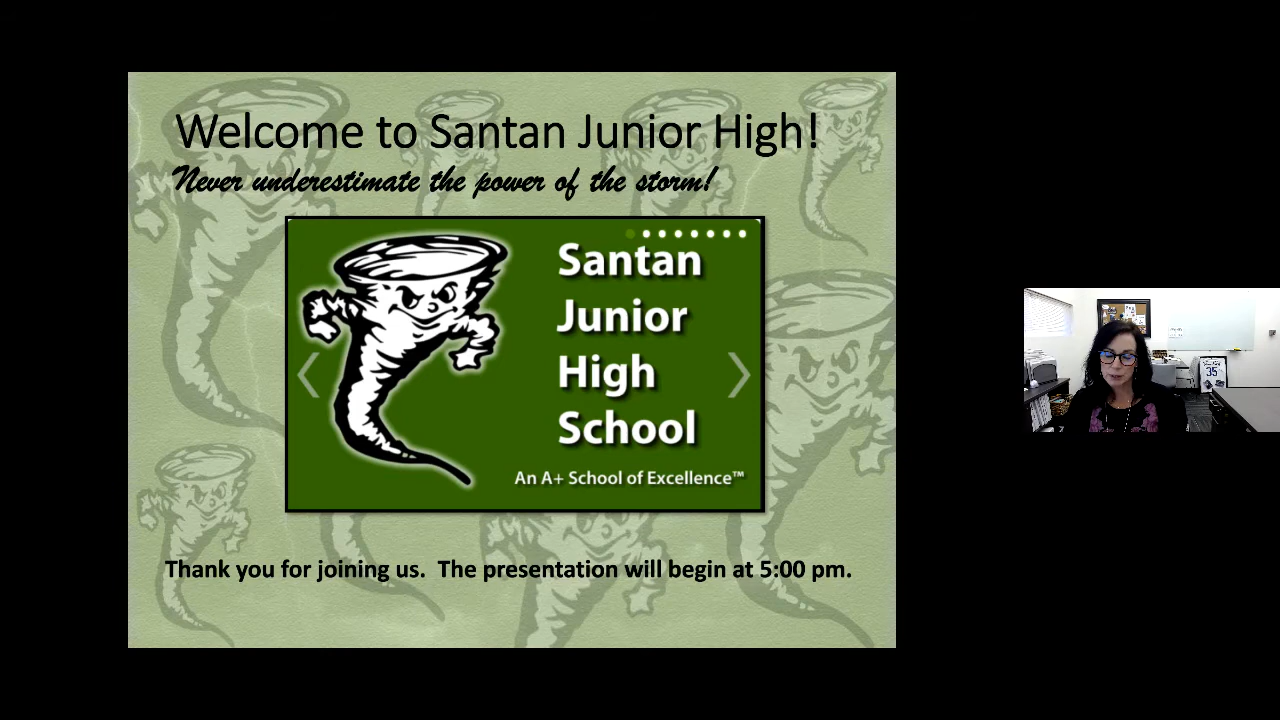 Welcome to Santan Junior High!
Never underestimate the power of the storm!
Santan
Junior
High
School
An A+ School of Excellence™
Thank you for joining us.  The presentation will begin at 5:00 pm.
35